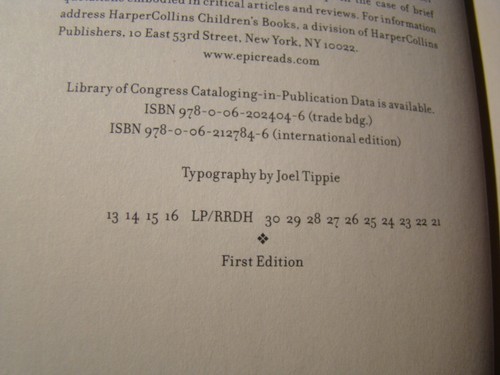 embodied in critical articles and reviews. For information
address HarperCollins Children's Books, a division of HarperCollins
Publishers, 10 East 53rd Street, New York, NY 10022.
www.epicreads.com
Library of Congress Cataloging-in-Publication Data is available.
ISBN 978-0-06-202404-6 (trade bdg.)
ISBN 978-0-06-212784-6 (international edition)
Typography by Joel Tippie
13 14 15 16 LP/RRDH 30 29 28 27 26 25 24 23 22 21
❖
First Edition